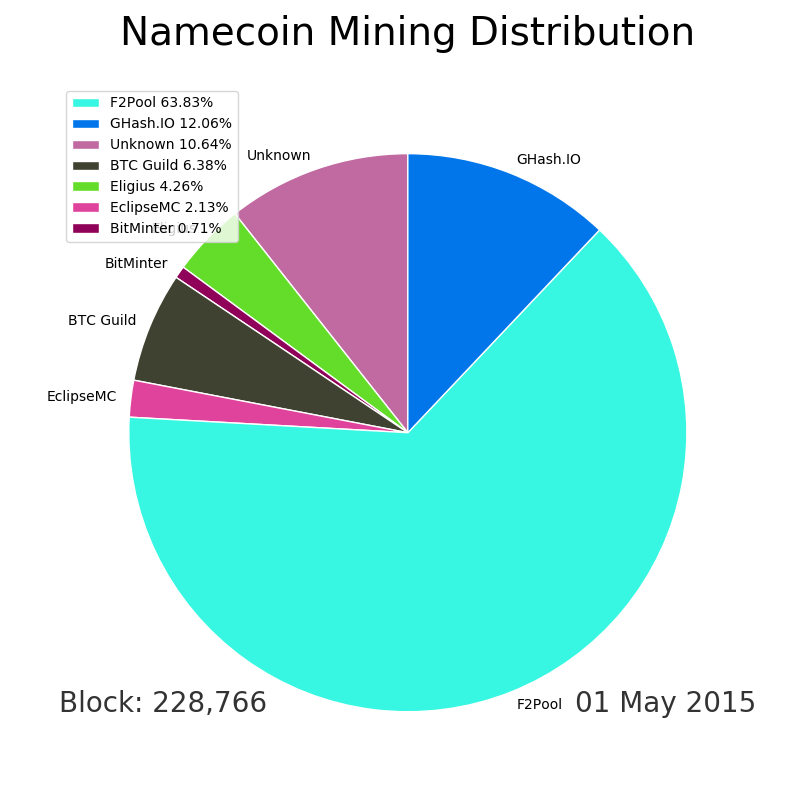 Namecoin Mining Distribution
F2Pool 63.83%
GHash.IO 12.06%
Unknown 10.64%
BTC Guild 6.38%
Eligius 4.26%
EclipseMC 2.13%
BitMinter 0.71%
Unknown
GHash.IO
Eligius
BitMinter
BTC Guild
EclipseMC
F2Pool
Block: 228,766
01 May 2015